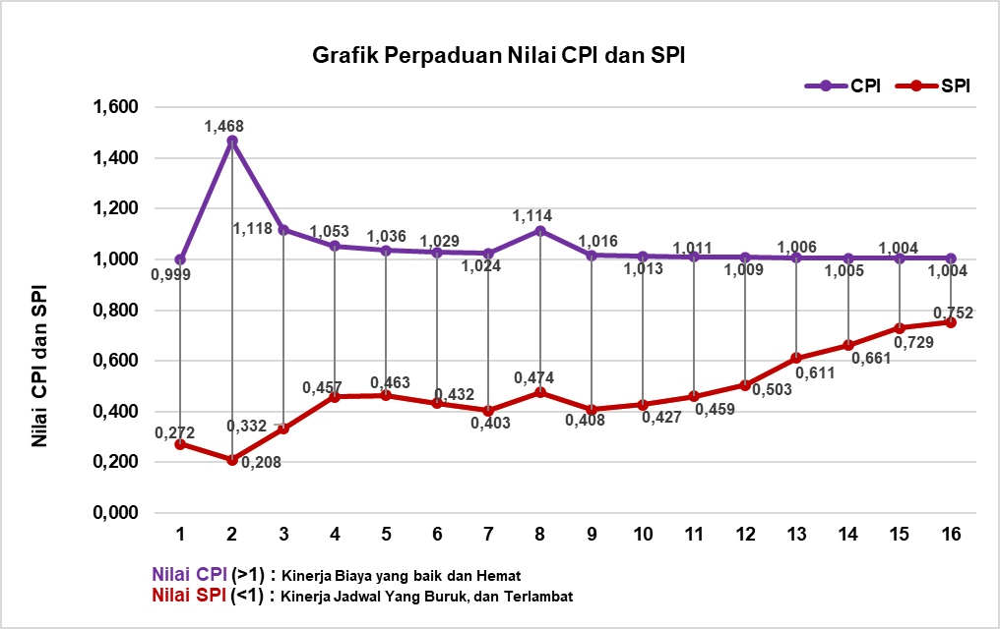 Grafik Perpaduan Nilai CPI dan SPI
CPI SPI
Nilai CPI dan SPI
1,600
1,400
1,200
1,000
0,800
0,600
0,400
0,200
0,000
0,999 1,468 1,118 1,053 1,036 1,029 1,024 1,114 1,016 1,013 1,011 1,009 1,006 1,005 1,004 1,004
0,272 0,208 0,332 0,457 0,463 0,432 0,403 0,474 0,408 0,427 0,459 0,503 0,611 0,661 0,729 0,752
1 2 3 4 5 6 7 8 9 10 11 12 13 14 15 16
Nilai CPI (>1) : Kinerja Biaya yang baik dan Hemat
Nilai SPI (<1) : Kinerja Jadwal Yang Buruk, dan Terlambat